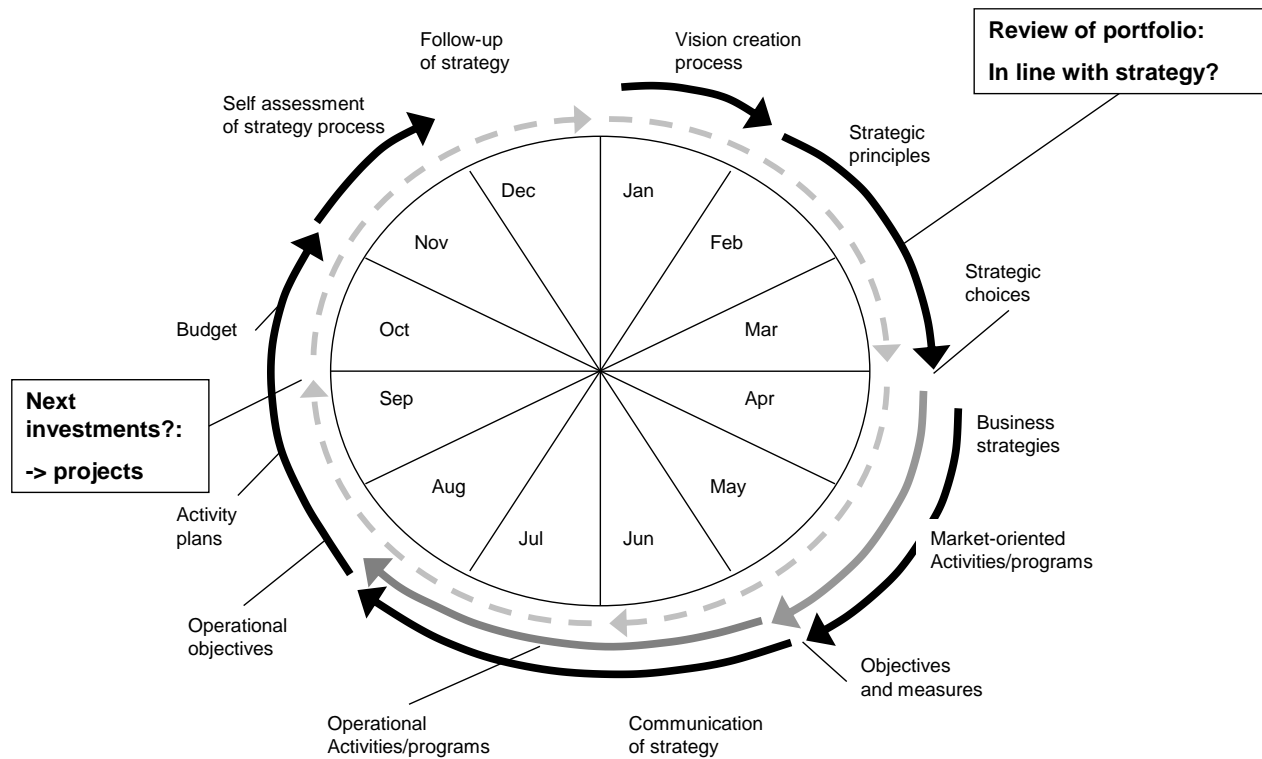 Follow-up
of strategy
Vision creation
process
Review of portfolio:
In line with strategy?
Self assessment
of strategy process
Strategic
principles
Dec
Jan
Nov
Feb
Strategic
choices
Budget
Oct
Mar
Next
investments?:
-> projects
Sep
Apr
Business
strategies
Aug
May
Activity
plans
Jul
Jun
Market-oriented
Activities/programs
Operational
objectives
Objectives
and measures
Operational
Activities/programs
Communication
of strategy